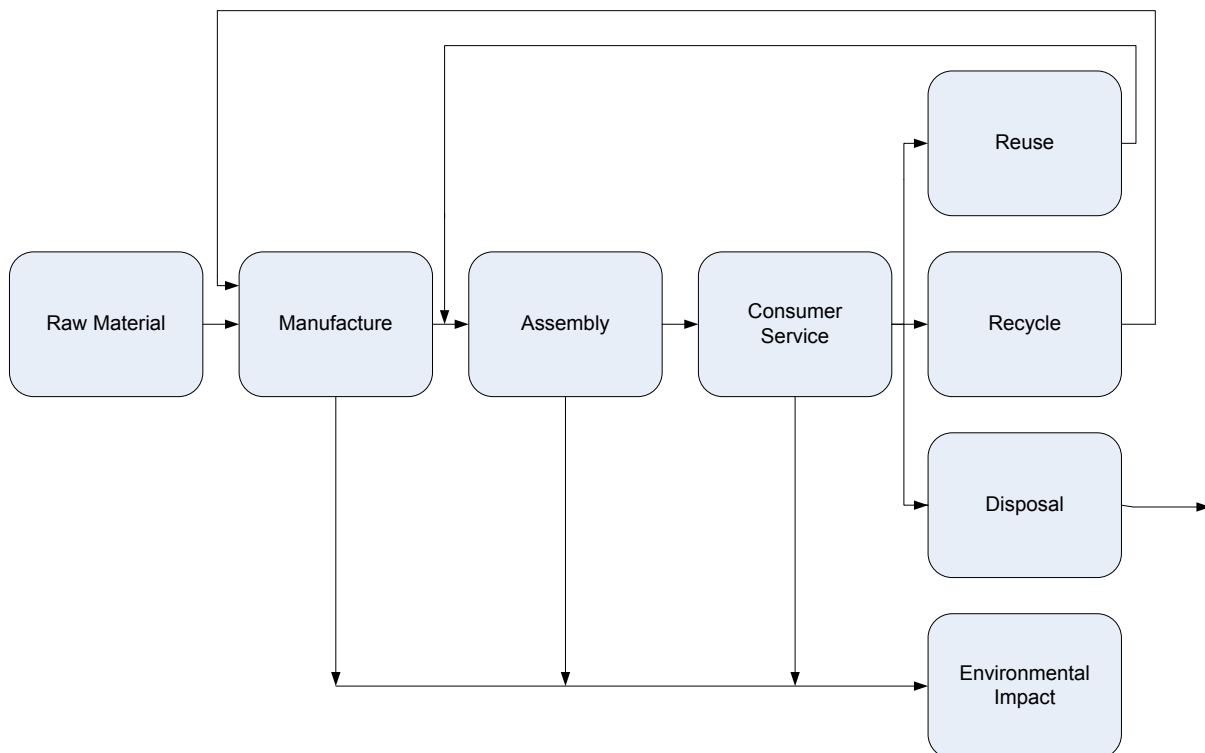 Reuse
Raw Material
Manufacture
Assembly
Consumer
Service
Recycle
Disposal
Environmental
Impact